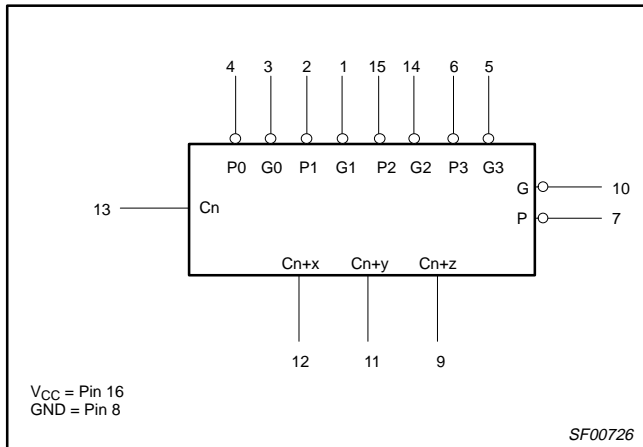 4 3 2 1 15 14 6 5
P0 G0 P1 G1 P2 G2 P3 G3
G 10
13 Cn
P 7
Cn+x Cn+y Cn+z
12 11 9
VCC = Pin 16
GND = Pin 8
SF00726